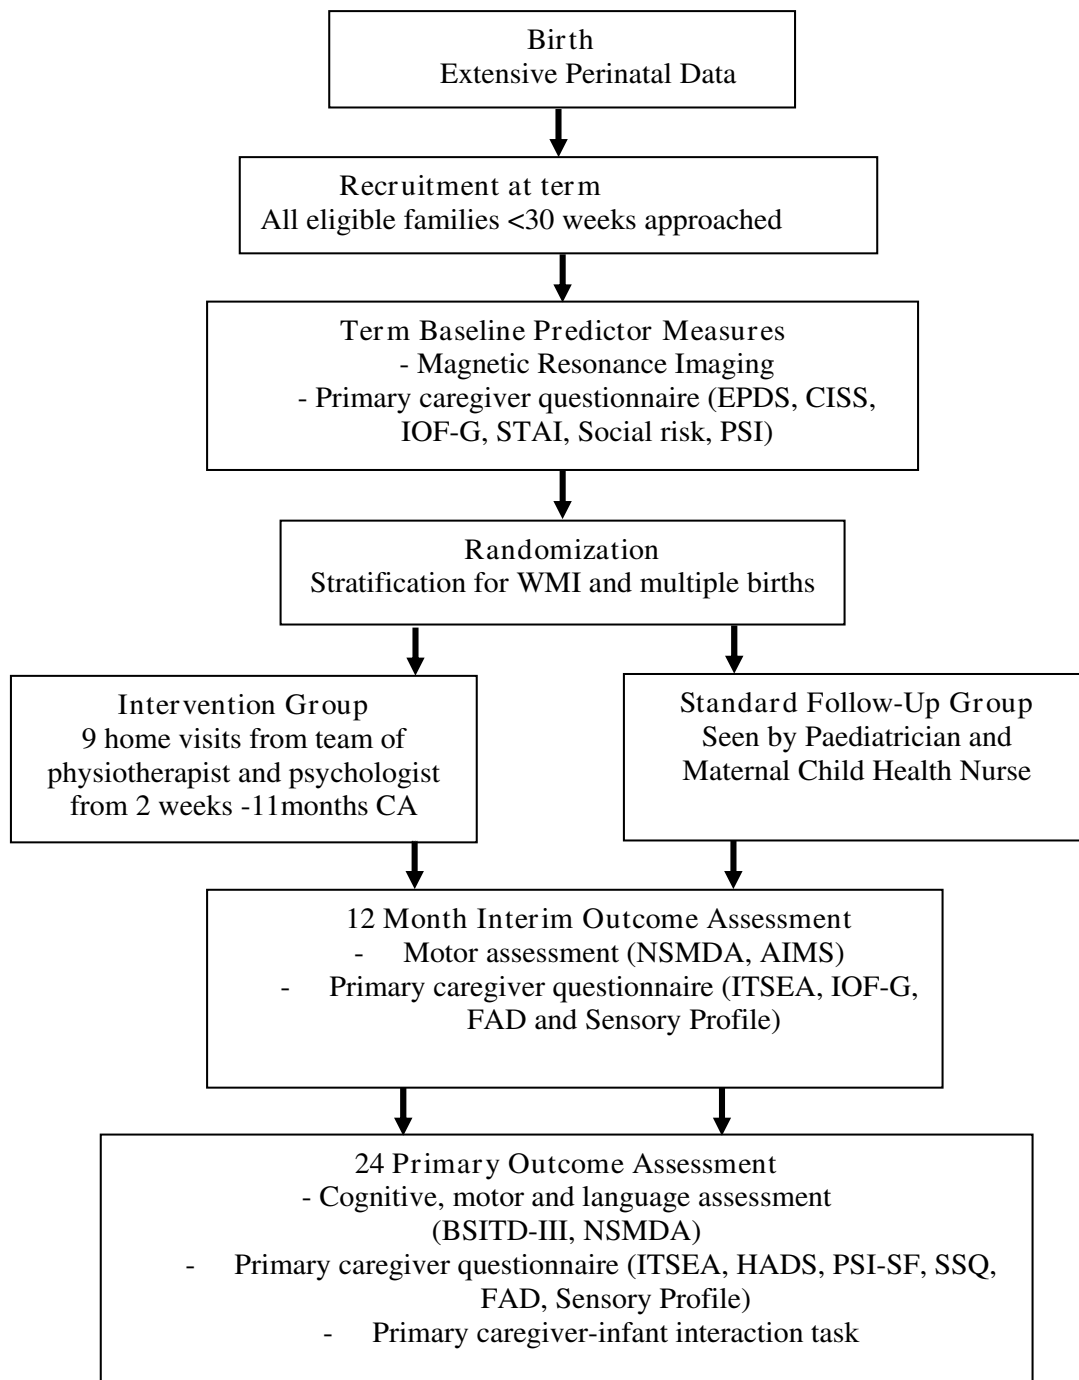 Birth
Extensive Perinatal Data
Recruitment at term
All eligible families <30 weeks approached
Term Baseline Predictor Measures
- Magnetic Resonance Imaging
- Primary caregiver questionnaire (EPDS, CISS,
IOF-G, STAI, Social risk, PSI)
Randomization
Stratification for WMI and multiple births
Intervention Group
9 home visits from team of
physiotherapist and psychologist
from 2 weeks -11months CA
Standard Follow-Up Group
Seen by Paediatrician and
Maternal Child Health Nurse
12 Month Interim Outcome Assessment
- Motor assessment (NSMDA, AIMS)
- Primary caregiver questionnaire (ITSEA, IOF-G,
FAD and Sensory Profile)
24 Primary Outcome Assessment
- Cognitive, motor and language assessment
(BSITD-III, NSMDA)
- Primary caregiver questionnaire (ITSEA, HADS, PSI-SF, SSQ,
FAD, Sensory Profile)
- Primary caregiver-infant interaction task